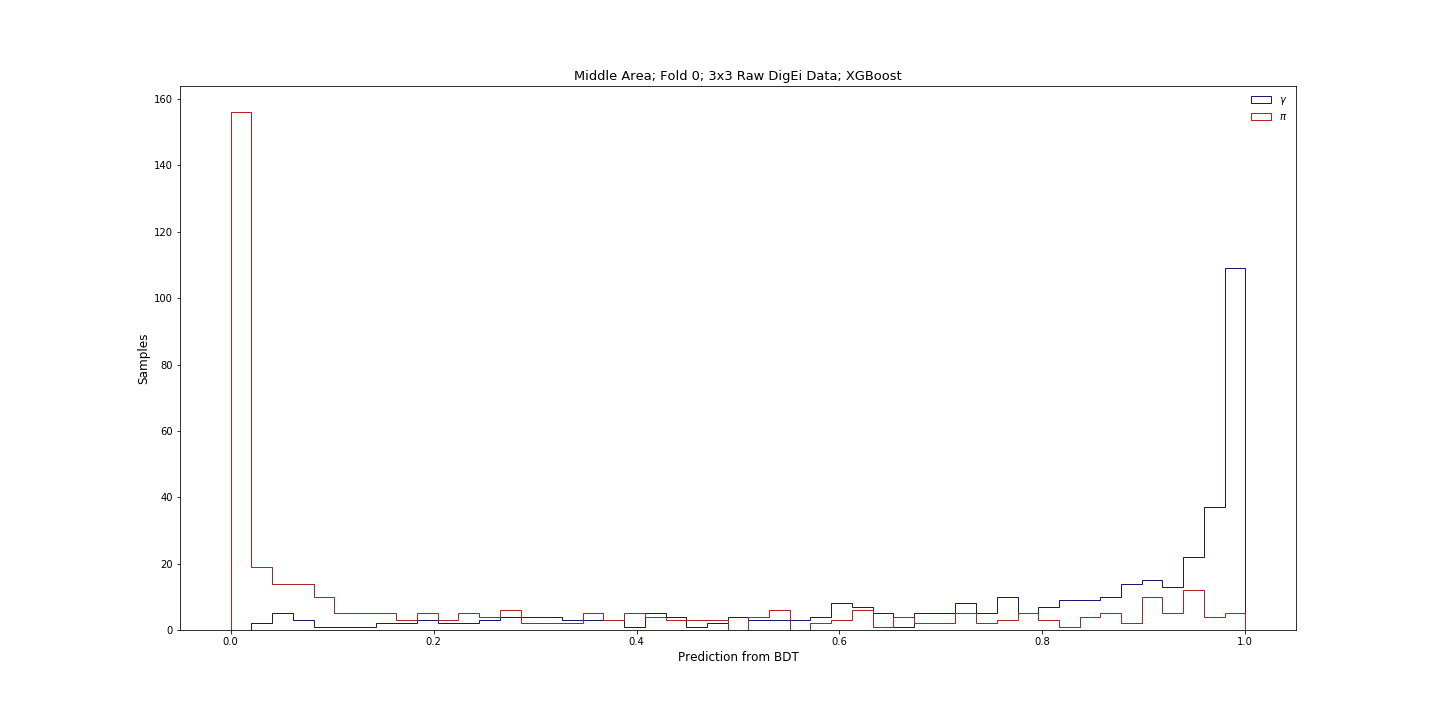 Middle Area; Fold 0; 3x3 Raw DigEi Data; XGBoost
γ
π
160
140
120
100
80
60
40
20
0
Samples
0.0 0.2 0.4 0.6 0.8 1.0
Prediction from BDT